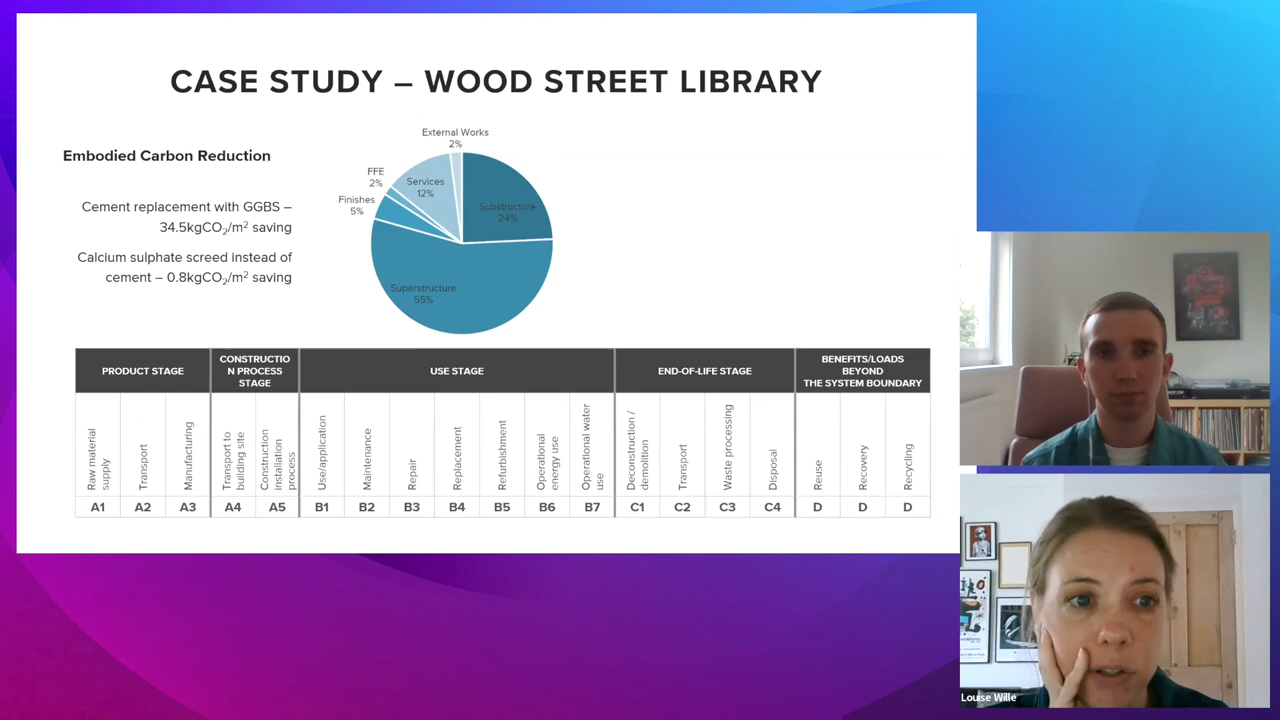 CASE STUDY – WOOD STREET LIBRARY
Embodied Carbon Reduction
Cement replacement with GGBS –
34.5kgCO₂/m² saving
Calcium sulphate screed instead of
cement – 0.8kgCO₂/m² saving
External Works
2%
FFE
2%
Services
12%
Finishes
5%
Substructure
24%
Superstructure
55%
PRODUCT STAGE
CONSTRUCTIO
N PROCESS
STAGE
USE STAGE
END-OF-LIFE STAGE
BENEFITS/LOADS
BEYOND
THE SYSTEM BOUNDARY
Raw material
supply
Transport
Manufacturing
Transport to
building site
Construction
installation
process
Use/application
Maintenance
Repair
Replacement
Refurbishment
Operational
energy use
Operational water
use
Deconstruction /
demolition
Transport
Waste processing
Disposal
Reuse
Recovery
Recycling
A1 A2 A3 A4 A5 B1 B2 B3 B4 B5 B6 B7 C1 C2 C3 C4 D D D
Louise Wille